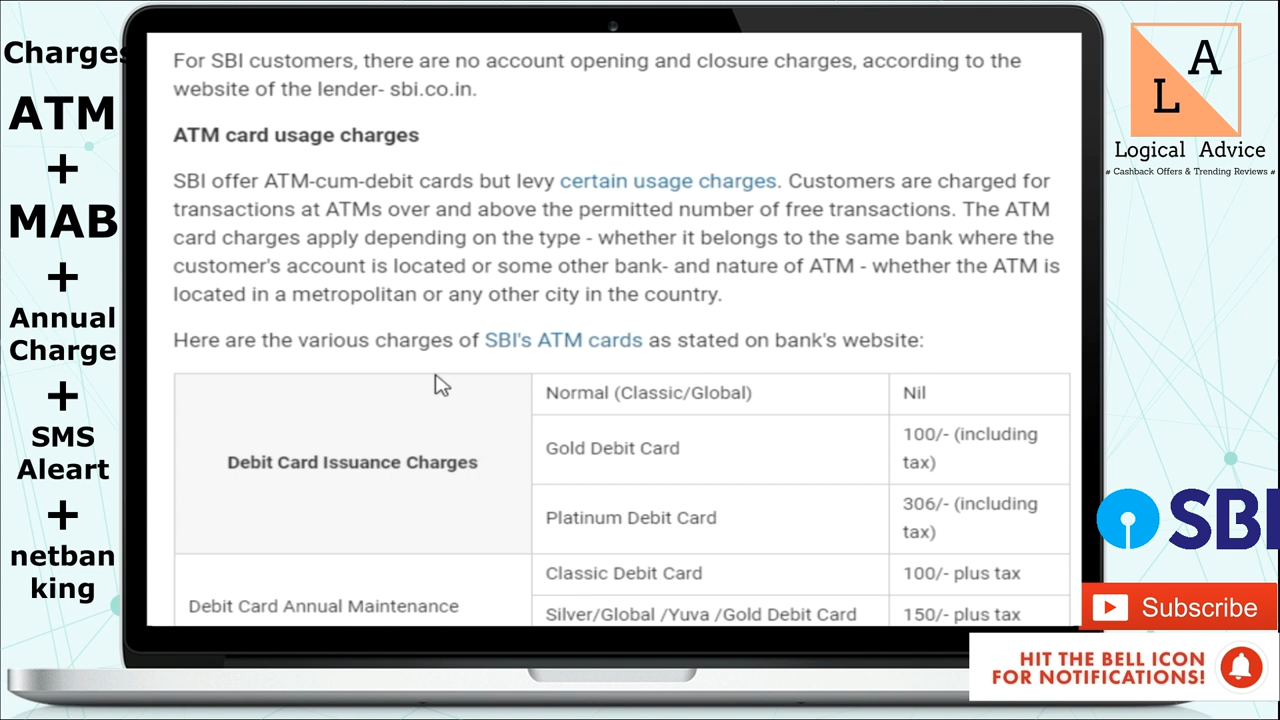 Charges
ATM
+
MAB
+
Annual
Charge
+
SMS
Aleart
+
netban
king
For SBI customers, there are no account opening and closure charges, according to the
website of the lender- sbi.co.in.
ATM card usage charges
SBI offer ATM-cum-debit cards but levy certain usage charges. Customers are charged for
transactions at ATMs over and above the permitted number of free transactions. The ATM
card charges apply depending on the type - whether it belongs to the same bank where the
customer's account is located or some other bank- and nature of ATM - whether the ATM is
located in a metropolitan or any other city in the country.
Here are the various charges of SBI's ATM cards as stated on bank's website:
Debit Card Issuance Charges
Normal (Classic/Global) Nil
Gold Debit Card 100/- (including
tax)
Platinum Debit Card 306/- (including
tax)
Debit Card Annual Maintenance
Classic Debit Card 100/- plus tax
Silver/Global /Yuva /Gold Debit Card 150/- plus tax
L A
Logical Advice
# Cashback Offers & Trending Reviews #
SBI
Subscribe
HIT THE BELL ICON
FOR NOTIFICATIONS!